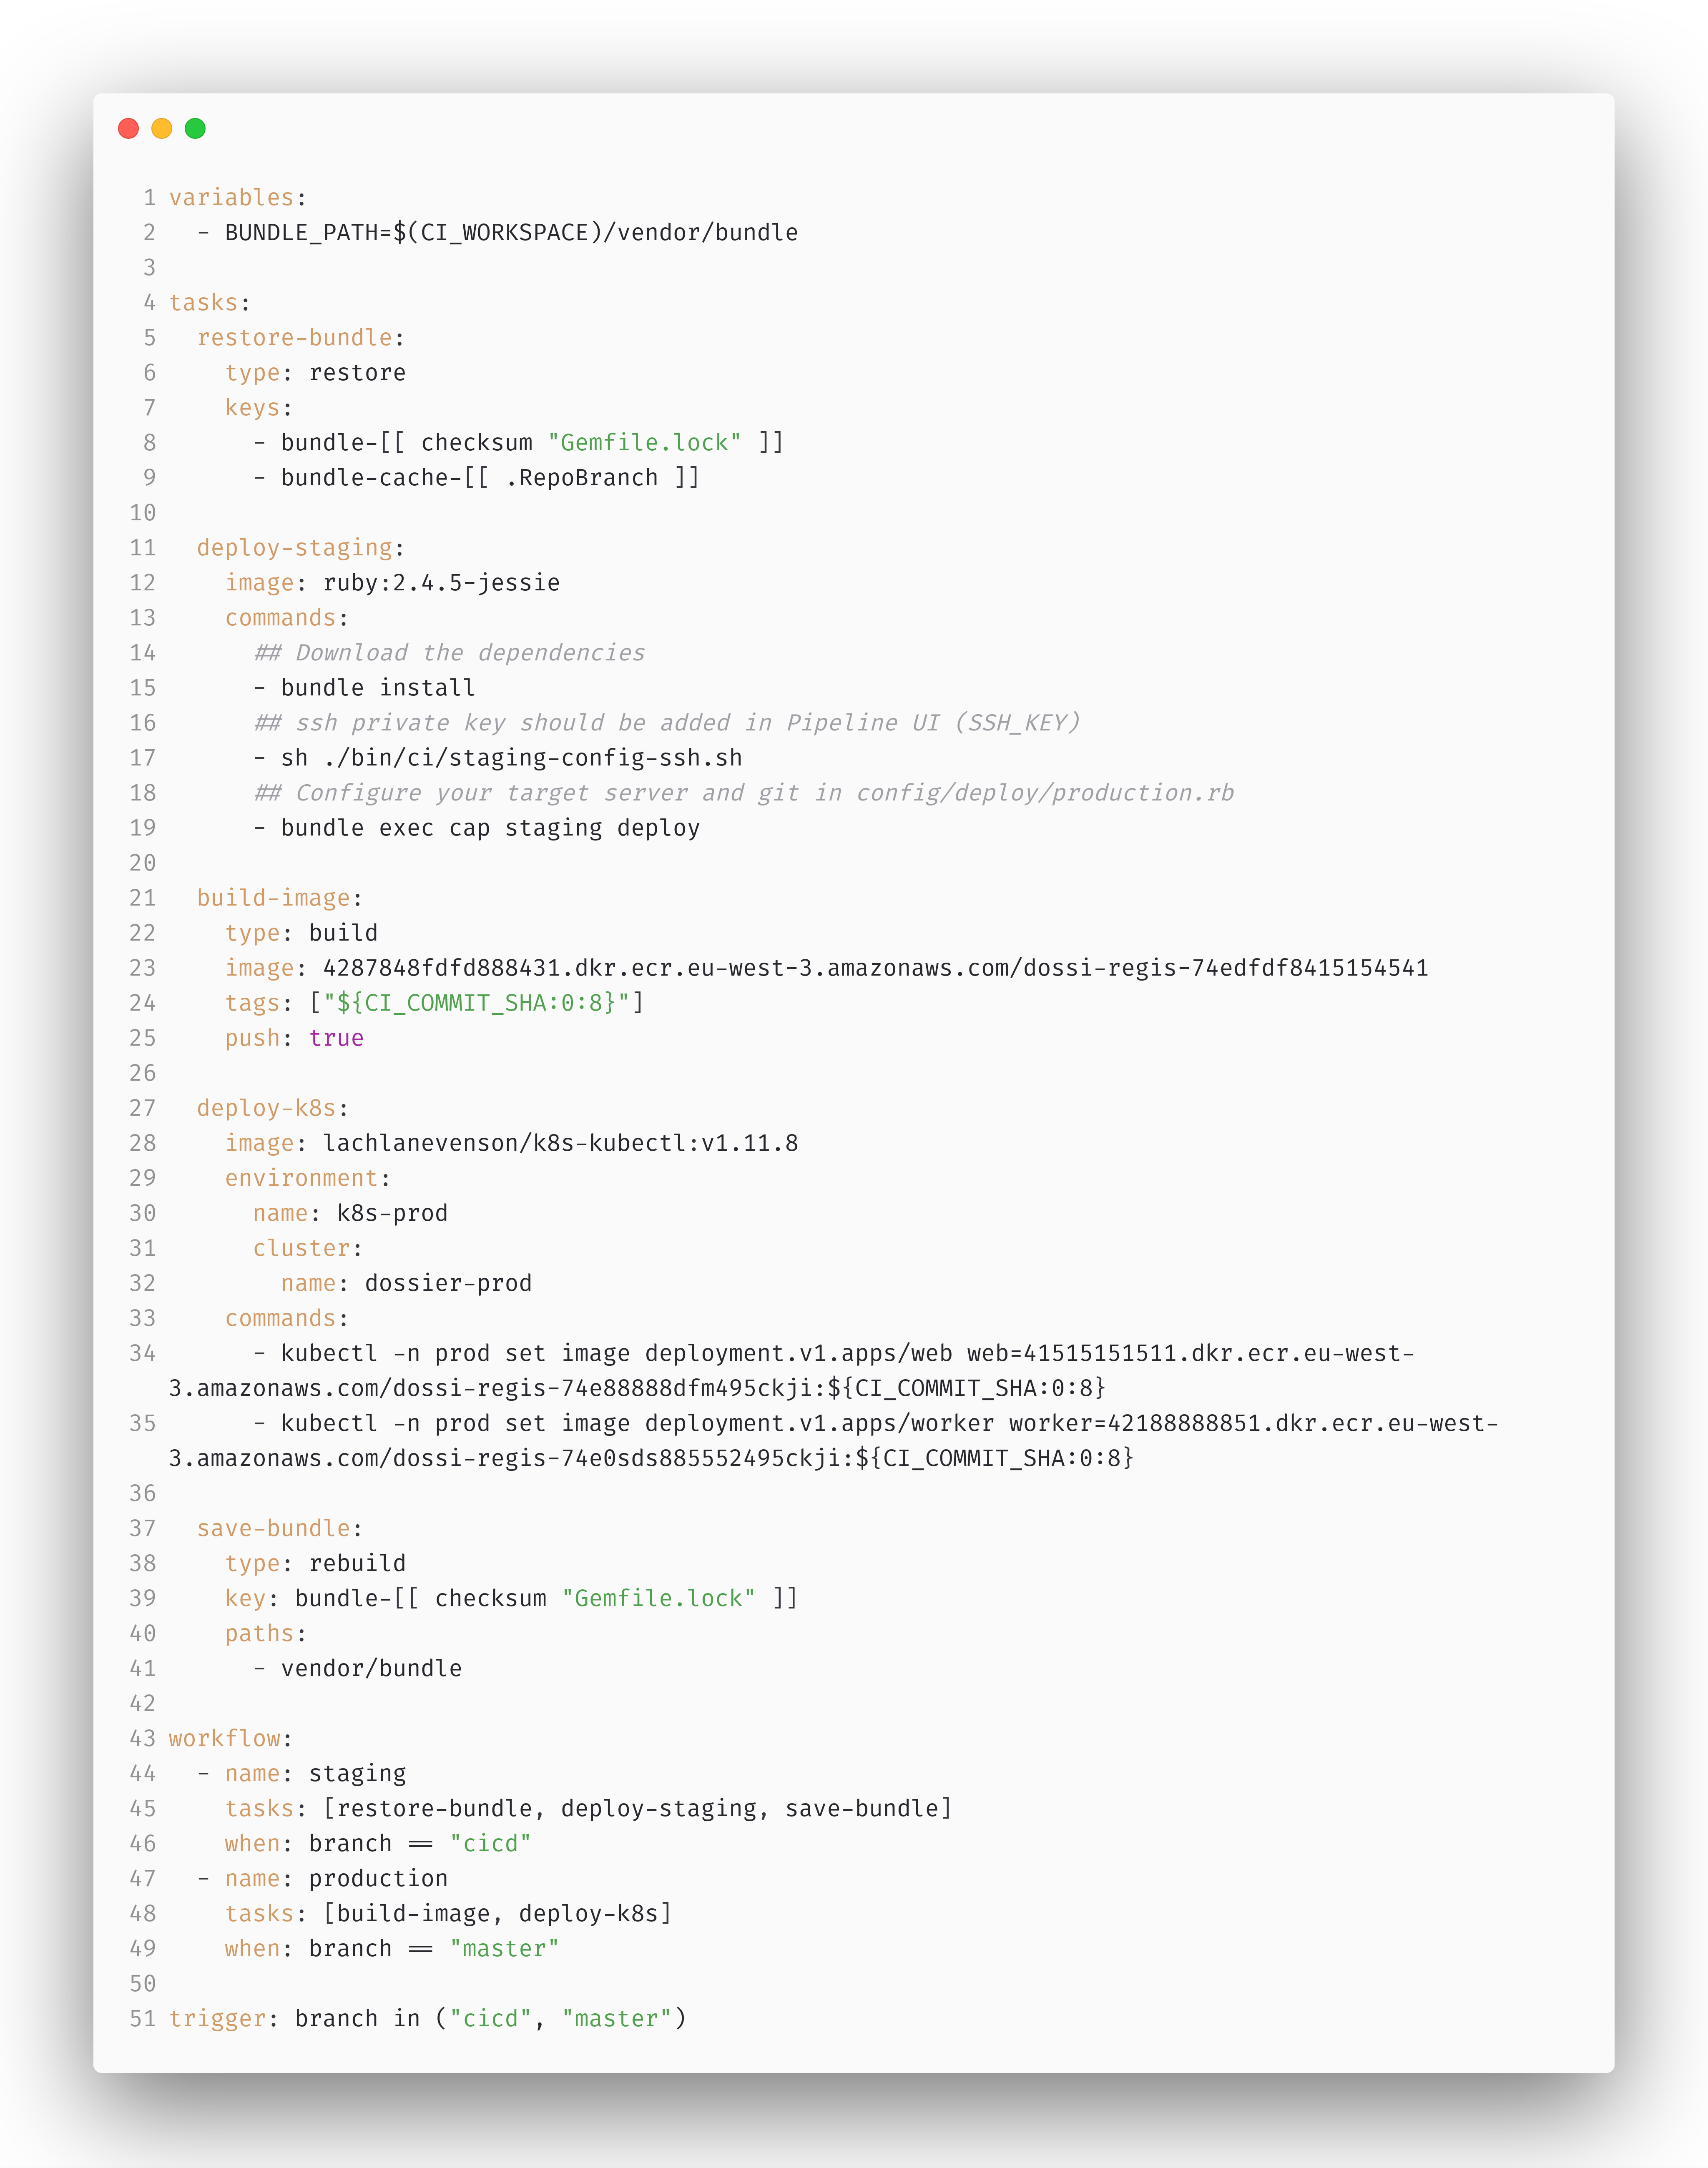 1 variables:
2   - BUNDLE_PATH=$(CI_WORKSPACE)/vendor/bundle
3
4 tasks:
5   restore-bundle:
6     type: restore
7     keys:
8       - bundle-[[ checksum "Gemfile.lock" ]]
9       - bundle-cache-[[ .RepoBranch ]]
10
11   deploy-staging:
12     image: ruby:2.4.5-jessie
13     commands:
14       ## Download the dependencies
15       - bundle install
16       ## ssh private key should be added in Pipeline UI (SSH_KEY)
17       - sh ./bin/ci/staging-config-ssh.sh
18       ## Configure your target server and git in config/deploy/production.rb
19       - bundle exec cap staging deploy
20
21   build-image:
22     type: build
23     image: 4287848fdfd888431.dkr.ecr.eu-west-3.amazonaws.com/dossi-regis-74edfdf8415154541
24     tags: ["${CI_COMMIT_SHA:0:8}"]
25     push: true
26
27   deploy-k8s:
28     image: lachlanevenson/k8s-kubectl:v1.11.8
29     environment:
30       name: k8s-prod
31       cluster:
32         name: dossier-prod
33     commands:
34       - kubectl -n prod set image deployment.v1.apps/web web=41515151511.dkr.ecr.eu-west-
3.amazonaws.com/dossi-regis-74e88888dfm495ckji:${CI_COMMIT_SHA:0:8}
35       - kubectl -n prod set image deployment.v1.apps/worker worker=42188888851.dkr.ecr.eu-west-
3.amazonaws.com/dossi-regis-74e0sds885552495ckji:${CI_COMMIT_SHA:0:8}
36
37   save-bundle:
38     type: rebuild
39     key: bundle-[[ checksum "Gemfile.lock" ]]
40     paths:
41       - vendor/bundle
42
43 workflow:
44   - name: staging
45     tasks: [restore-bundle, deploy-staging, save-bundle]
46     when: branch == "cicd"
47   - name: production
48     tasks: [build-image, deploy-k8s]
49     when: branch == "master"
50
51 trigger: branch in ("cicd", "master")